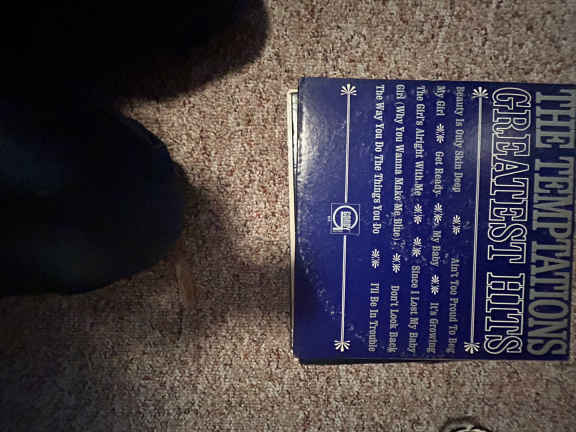 THE TEMPTATIONS
GREATEST HITS
Beauty Is Only Skin Deep Ain't Too Proud To Beg
My Girl Get Ready My Baby It's Growing
The Girl's Alright With Me Since I Lost My Baby
Girl (Why You Wanna Make Me Blue) Don't Look Back
The Way You Do The Things You Do I'll Be In Trouble
GORDY